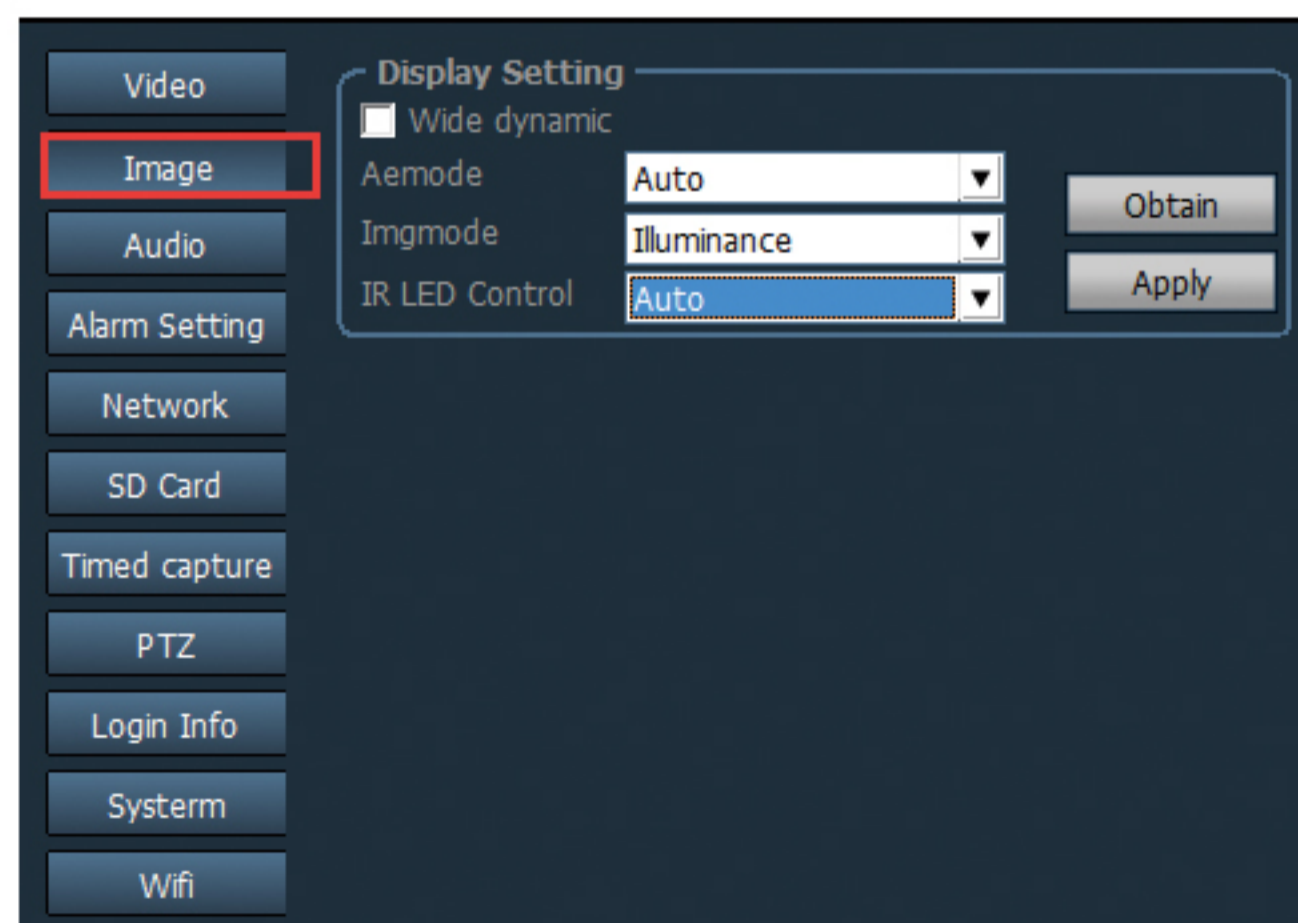 Video
Image
Audio
Alarm Setting
Network
SD Card
Timed capture
PTZ
Login Info
Systerm
Wifi
Display Setting
Wide dynamic
Aemode Auto
Imgmode Illuminance
IR LED Control Auto
Obtain
Apply